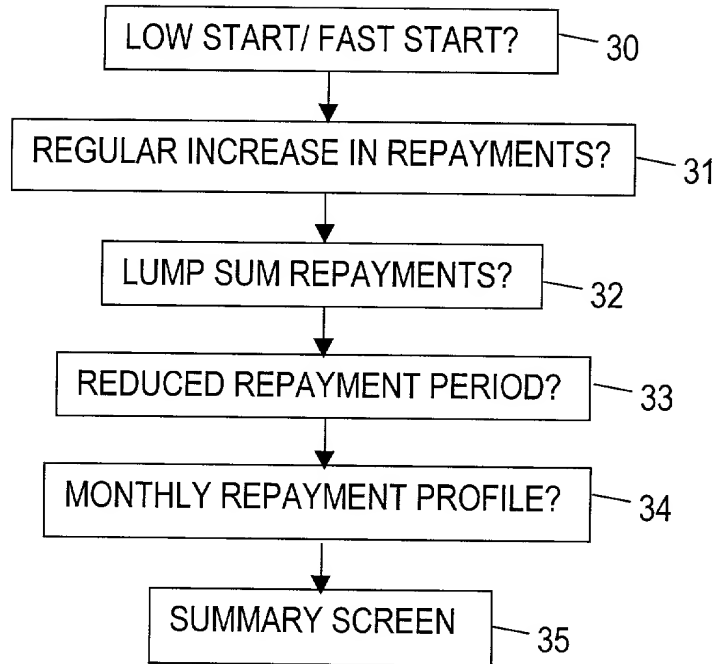 LOW START/ FAST START?
30
REGULAR INCREASE IN REPAYMENTS?
31
LUMP SUM REPAYMENTS?
32
REDUCED REPAYMENT PERIOD?
33
MONTHLY REPAYMENT PROFILE?
34
SUMMARY SCREEN
35